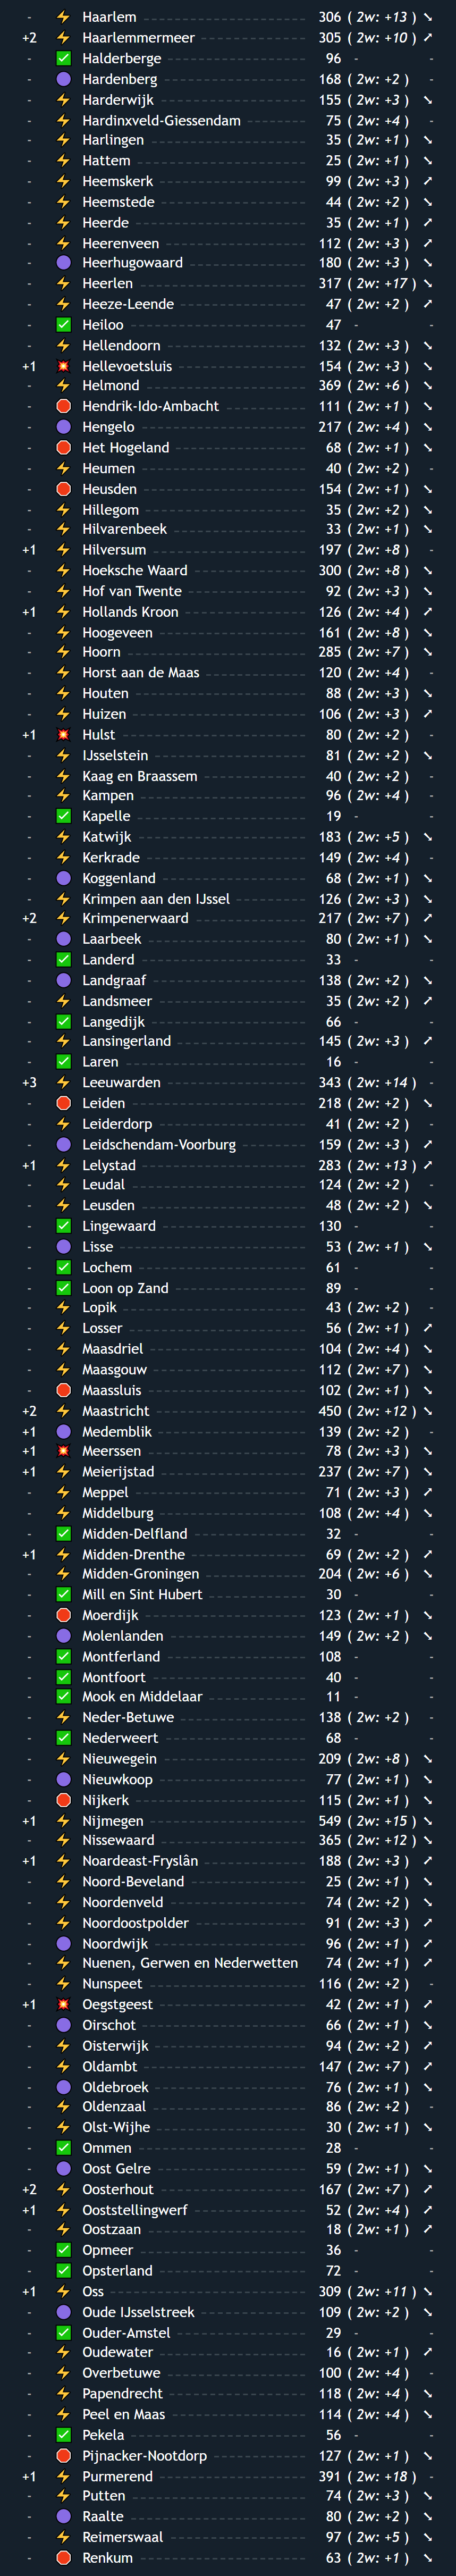 - ⚡ Haarlem 306 ( 2w: +13 ) ↘
+2 ⚡ Haarlemmermeer 305 ( 2w: +10 ) ↗
- ✅ Halderberge 96 - -
- 🟣 Hardenberg 168 ( 2w: +2 ) -
- ⚡ Harderwijk 155 ( 2w: +3 ) ↘
- ⚡ Hardinxveld-Giessendam 75 ( 2w: +4 ) -
- ⚡ Harlingen 35 ( 2w: +1 ) ↘
- ⚡ Hattem 25 ( 2w: +1 ) ↘
- ⚡ Heemskerk 99 ( 2w: +3 ) ↗
- ⚡ Heemstede 44 ( 2w: +2 ) ↘
- ⚡ Heerde 35 ( 2w: +1 ) ↗
- ⚡ Heerenveen 112 ( 2w: +3 ) ↗
- 🟣 Heerhugowaard 180 ( 2w: +3 ) ↘
- ⚡ Heerlen 317 ( 2w: +17 ) ↘
- ⚡ Heeze-Leende 47 ( 2w: +2 ) ↗
- ✅ Heiloo 47 - -
- ⚡ Hellendoorn 132 ( 2w: +3 ) ↘
+1 💥 Hellevoetsluis 154 ( 2w: +3 ) ↘
- ⚡ Helmond 369 ( 2w: +6 ) ↘
- 🛑 Hendrik-Ido-Ambacht 111 ( 2w: +1 ) ↘
- 🟣 Hengelo 217 ( 2w: +4 ) ↘
- 🛑 Het Hogeland 68 ( 2w: +1 ) ↘
- ⚡ Heumen 40 ( 2w: +2 ) -
- 🛑 Heusden 154 ( 2w: +1 ) ↘
- ⚡ Hillegom 35 ( 2w: +2 ) ↘
- ⚡ Hilvarenbeek 33 ( 2w: +1 ) ↘
+1 ⚡ Hilversum 197 ( 2w: +8 ) -
- ⚡ Hoeksche Waard 300 ( 2w: +8 ) ↘
- ⚡ Hof van Twente 92 ( 2w: +3 ) ↘
+1 ⚡ Hollands Kroon 126 ( 2w: +4 ) ↗
- ⚡ Hoogeveen 161 ( 2w: +8 ) ↘
- ⚡ Hoorn 285 ( 2w: +7 ) ↘
- ⚡ Horst aan de Maas 120 ( 2w: +4 ) -
- ⚡ Houten 88 ( 2w: +3 ) ↘
- ⚡ Huizen 106 ( 2w: +3 ) ↗
+1 💥 Hulst 80 ( 2w: +2 ) -
- ⚡ IJsselstein 81 ( 2w: +2 ) ↘
- ⚡ Kaag en Braassem 40 ( 2w: +2 ) -
- ⚡ Kampen 96 ( 2w: +4 ) -
- ✅ Kapelle 19 - -
- ⚡ Katwijk 183 ( 2w: +5 ) ↘
- ⚡ Kerkrade 149 ( 2w: +4 ) -
- 🟣 Koggenland 68 ( 2w: +1 ) ↘
- ⚡ Krimpen aan den IJssel 126 ( 2w: +3 ) ↘
+2 ⚡ Krimpenerwaard 217 ( 2w: +7 ) ↗
- 🟣 Laarbeek 80 ( 2w: +1 ) ↘
- ✅ Landerd 33 - -
- 🟣 Landgraaf 138 ( 2w: +2 ) ↘
- ⚡ Landsmeer 35 ( 2w: +2 ) ↗
- ✅ Langedijk 66 - -
- ⚡ Lansingerland 145 ( 2w: +3 ) ↗
- ✅ Laren 16 - -
+3 ⚡ Leeuwarden 343 ( 2w: +14 ) -
- 🛑 Leiden 218 ( 2w: +2 ) ↘
- ⚡ Leiderdorp 41 ( 2w: +2 ) -
- 🟣 Leidschendam-Voorburg 159 ( 2w: +3 ) ↗
+1 ⚡ Lelystad 283 ( 2w: +13 ) ↗
- ⚡ Leudal 124 ( 2w: +2 ) -
- ⚡ Leusden 48 ( 2w: +2 ) ↘
- ✅ Lingewaard 130 - -
- 🟣 Lisse 53 ( 2w: +1 ) ↘
- ✅ Lochem 61 - -
- ✅ Loon op Zand 89 - -
- ⚡ Lopik 43 ( 2w: +2 ) -
- ⚡ Losser 56 ( 2w: +1 ) ↗
- ⚡ Maasdriel 104 ( 2w: +4 ) ↘
- ⚡ Maasgouw 112 ( 2w: +7 ) ↘
- 🛑 Maassluis 102 ( 2w: +1 ) ↘
+2 ⚡ Maastricht 450 ( 2w: +12 ) ↘
+1 🟣 Medemblik 139 ( 2w: +2 ) -
+1 💥 Meerssen 78 ( 2w: +3 ) ↘
+1 ⚡ Meierijstad 237 ( 2w: +7 ) ↘
- ⚡ Meppel 71 ( 2w: +3 ) ↗
- ⚡ Middelburg 108 ( 2w: +4 ) ↘
- ✅ Midden-Delfland 32 - -
+1 ⚡ Midden-Drenthe 69 ( 2w: +2 ) ↗
- ⚡ Midden-Groningen 204 ( 2w: +6 ) ↘
- ✅ Mill en Sint Hubert 30 - -
- 🛑 Moerdijk 123 ( 2w: +1 ) ↘
- 🟣 Molenlanden 149 ( 2w: +2 ) ↘
- ✅ Montferland 108 - -
- ✅ Montfoort 40 - -
- ✅ Mook en Middelaar 11 - -
- ⚡ Neder-Betuwe 138 ( 2w: +2 ) -
- ✅ Nederweert 68 - -
- ⚡ Nieuwegein 209 ( 2w: +8 ) ↘
- 🟣 Nieuwkoop 77 ( 2w: +1 ) ↘
- 🛑 Nijkerk 115 ( 2w: +1 ) ↘
+1 ⚡ Nijmegen 549 ( 2w: +15 ) ↘
- ⚡ Nissewaard 365 ( 2w: +12 ) ↘
+1 ⚡ Noardeast-Fryslân 188 ( 2w: +3 ) ↗
- ⚡ Noord-Beveland 25 ( 2w: +1 ) ↘
- ⚡ Noordenveld 74 ( 2w: +2 ) ↘
- ⚡ Noordoostpolder 91 ( 2w: +3 ) ↗
- 🟣 Noordwijk 96 ( 2w: +1 ) ↗
- ⚡ Nuenen, Gerwen en Nederwetten 74 ( 2w: +1 ) ↗
- ⚡ Nunspeet 116 ( 2w: +2 ) -
+1 💥 Oegstgeest 42 ( 2w: +1 ) ↗
- 🟣 Oirschot 66 ( 2w: +1 ) ↘
- ⚡ Oisterwijk 94 ( 2w: +2 ) ↗
- ⚡ Oldambt 147 ( 2w: +7 ) ↗
- 🟣 Oldebroek 76 ( 2w: +1 ) ↘
- ⚡ Oldenzaal 86 ( 2w: +2 ) -
- ⚡ Olst-Wijhe 30 ( 2w: +1 ) ↘
- ✅ Ommen 28 - -
- 🟣 Oost Gelre 59 ( 2w: +1 ) ↘
+2 ⚡ Oosterhout 167 ( 2w: +7 ) ↗
+1 ⚡ Ooststellingwerf 52 ( 2w: +4 ) ↗
- ⚡ Oostzaan 18 ( 2w: +1 ) ↗
- ✅ Opmeer 36 - -
- ✅ Opsterland 72 - -
+1 ⚡ Oss 309 ( 2w: +11 ) ↘
- 🟣 Oude IJsselstreek 109 ( 2w: +2 ) ↘
- ✅ Ouder-Amstel 29 - -
- ⚡ Oudewater 16 ( 2w: +1 ) ↗
- ⚡ Overbetuwe 100 ( 2w: +4 ) -
- ⚡ Papendrecht 118 ( 2w: +4 ) ↘
- ⚡ Peel en Maas 114 ( 2w: +4 ) ↘
- ✅ Pekela 56 - -
- 🛑 Pijnacker-Nootdorp 127 ( 2w: +1 ) ↘
+1 ⚡ Purmerend 391 ( 2w: +18 ) -
- ⚡ Putten 74 ( 2w: +3 ) ↘
- 🟣 Raalte 80 ( 2w: +2 ) ↘
- ⚡ Reimerswaal 97 ( 2w: +5 ) ↘
- 🛑 Renkum 63 ( 2w: +1 ) ↘